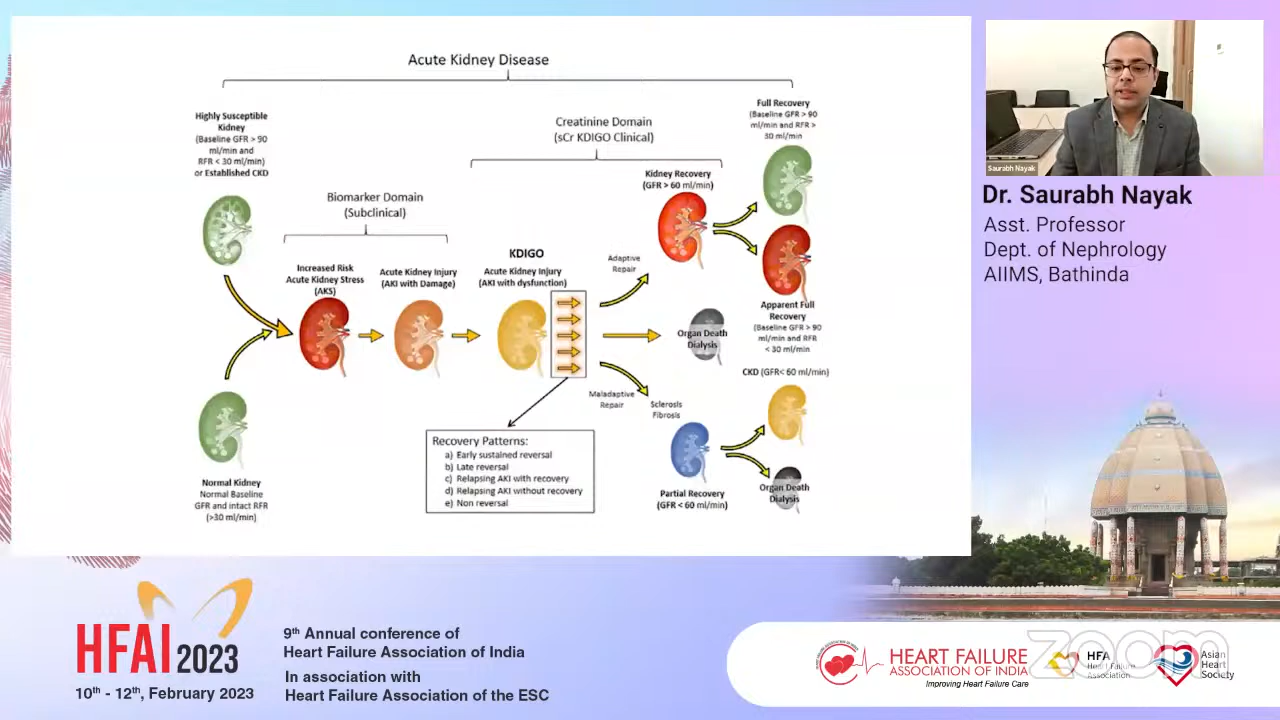 Acute Kidney Disease
Highly Susceptible
Kidney
(Baseline GFR > 90
ml/min and
RFR < 30 ml/min)
or Established CKD
Biomarker Domain
(Subclinical)
Creatinine Domain
(sCr KDIGO Clinical)
Full Recovery
(Baseline GFR > 90
ml/min and RFR >
30 ml/min
Kidney Recovery
(GFR > 60 ml/min)
Increased Risk
Acute Kidney Stress
(AKS)
Acute Kidney Injury
(AKI with Damage)
KDIGO
Acute Kidney Injury
(AKI with dysfunction)
Adaptive
Repair
Organ Death
Dialysis
Apparent Full
Recovery
(Baseline GFR > 90
ml/min and RFR
< 30 ml/min
CKD (GFR< 60 ml/min)
Maladaptive
Repair
Sclerosis
Fibrosis
Recovery Patterns:
a) Early sustained reversal
b) Late reversal
c) Relapsing AKI with recovery
d) Relapsing AKI without recovery
e) Non reversal
Partial Recovery
(GFR < 60 ml/min)
Organ Death
Dialysis
Normal Kidney
Normal Baseline
GFR and intact RFR
(>30 ml/min)
Saurabh Nayak
Dr. Saurabh Nayak
Asst. Professor
Dept. of Nephrology
AIIMS, Bathinda
HFAI 2023
10th - 12th, February 2023
9th Annual conference of
Heart Failure Association of India
In association with
Heart Failure Association of the ESC
HEART FAILURE
ASSOCIATION OF INDIA
Improving Heart Failure Care
zoom
HFA
Heart Failure
Association
Asian
Heart
Society